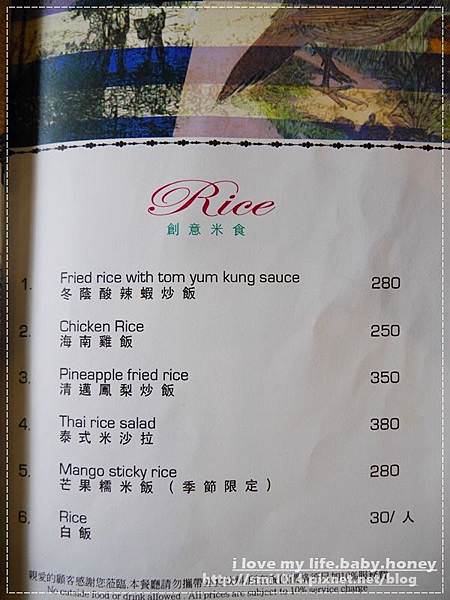 Rice
創意米食
1. Fried rice with tom yum kung sauce 280
冬蔭酸辣蝦炒飯
2. Chicken Rice 250
海南雞飯
3. Pineapple fried rice 350
清邁鳳梨炒飯
4. Thai rice salad 380
泰式米沙拉
5. Mango sticky rice 280
芒果糯米飯 (季節限定)
6. Rice 30/人
白飯
i love my life.baby.honey
親愛的顧客感謝您蒞臨,本餐廳請勿攜帶
No outside food or drink allowed. All prices are subject to 10% service charge